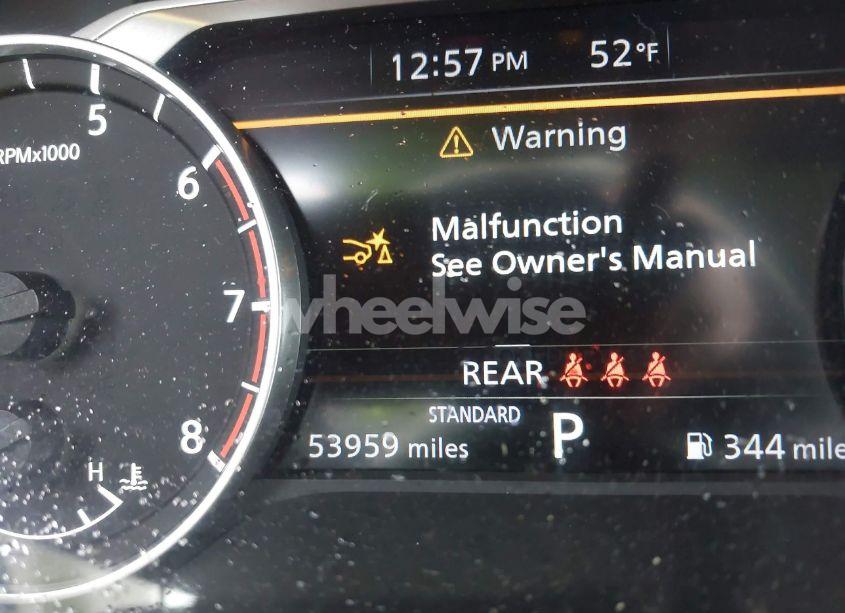 12:57 PM 52°F
5
RPMx1000
Warning
6
Malfunction
See Owner's Manual
7
wheelwise
REAR
STANDARD
8
53959 miles P 344 mile
H